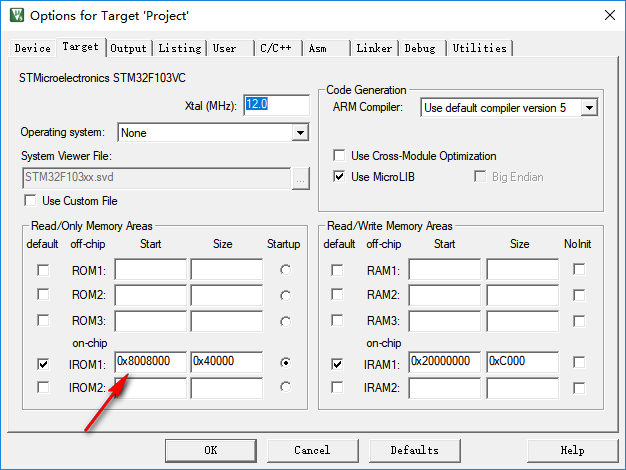 Options for Target 'Project'
Device Target Output Listing User C/C++ Asm Linker Debug Utilities
STMicroelectronics STM32F103VC
Xtal (MHz): 12.0
Operating system: None
System Viewer File:
STM32F103xx.svd ...
Use Custom File
Code Generation
ARM Compiler: Use default compiler version 5
Use Cross-Module Optimization
Use MicroLIB Big Endian
Read/Only Memory Areas
default off-chip Start Size Startup
ROM1:
ROM2:
ROM3:
on-chip
IROM1: 0x8008000 0x40000
IROM2:
Read/Write Memory Areas
default off-chip Start Size NoInit
RAM1:
RAM2:
RAM3:
on-chip
IRAM1: 0x20000000 0xC000
IRAM2:
OK Cancel Defaults Help